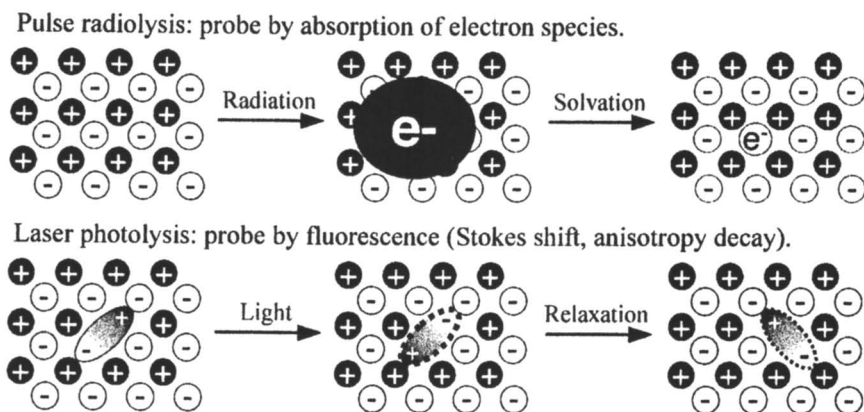 Pulse radiolysis: probe by absorption of electron species.
Radiation
e-
Solvation
e-
Laser photolysis: probe by fluorescence (Stokes shift, anisotropy decay).
Light
Relaxation